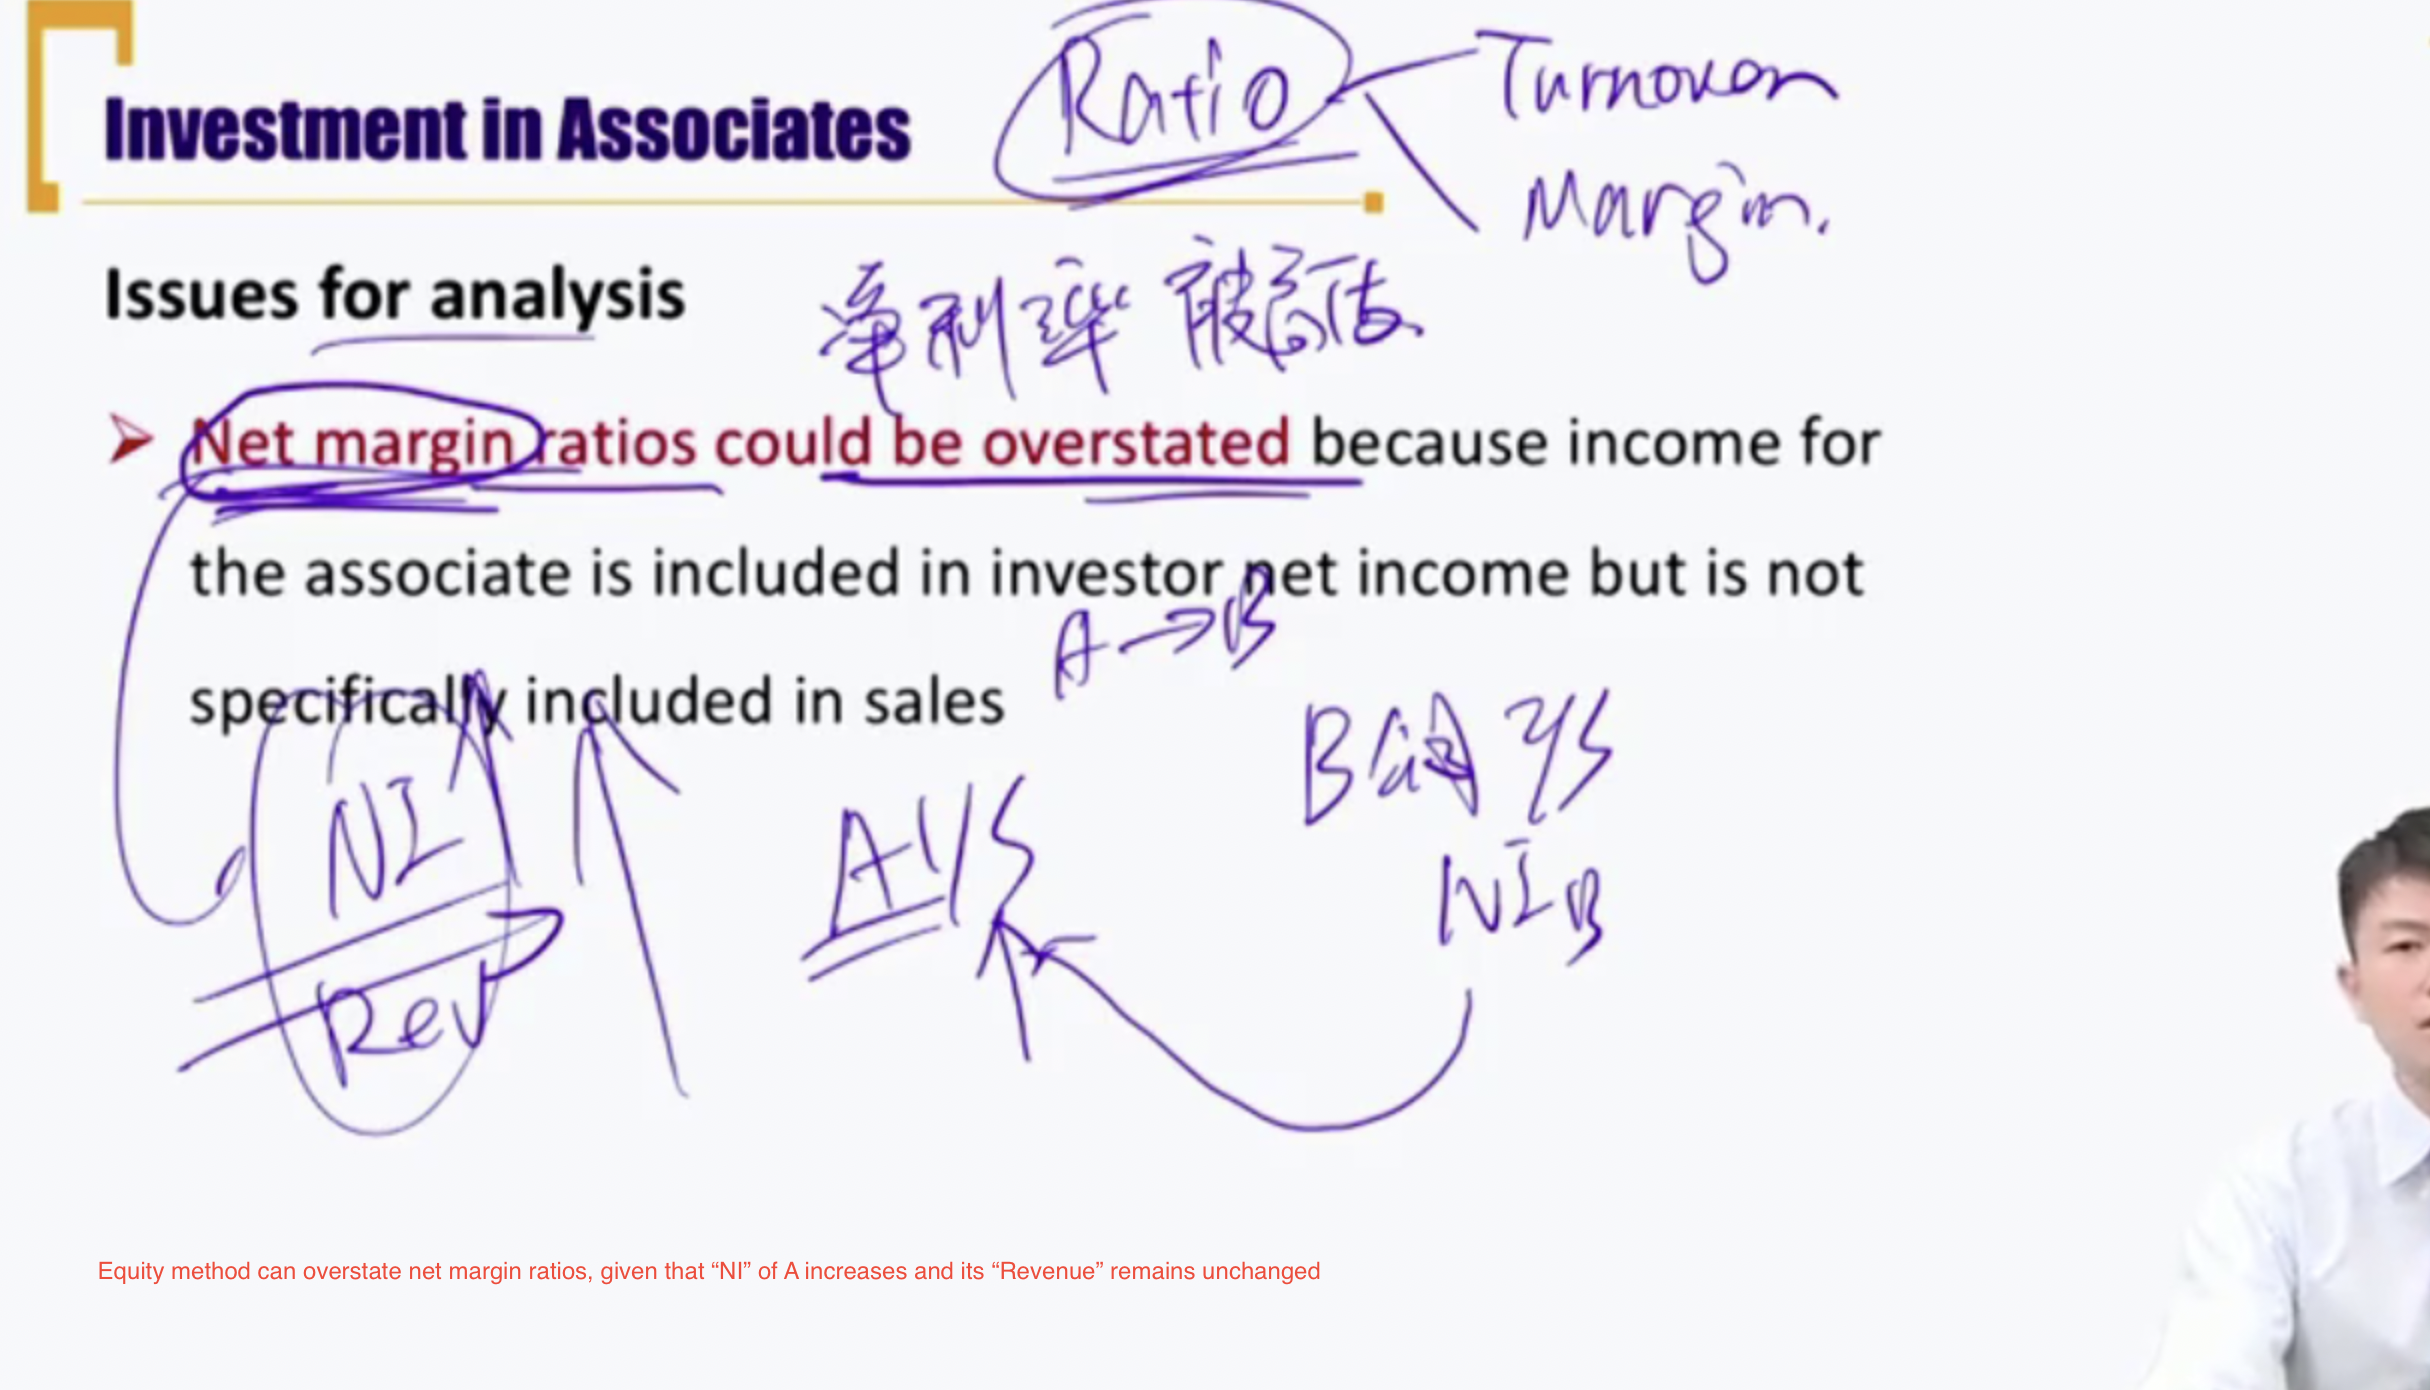 Investment in Associates
Ratio
Turnover
Margin.
Issues for analysis
净利率 被高估
Net margin ratios could be overstated because income for
the associate is included in investor net income but is not
specifically included in sales
A → B
NI
Rev
A I/S
B I/S
NI B
Equity method can overstate net margin ratios, given that “NI” of A increases and its “Revenue” remains unchanged